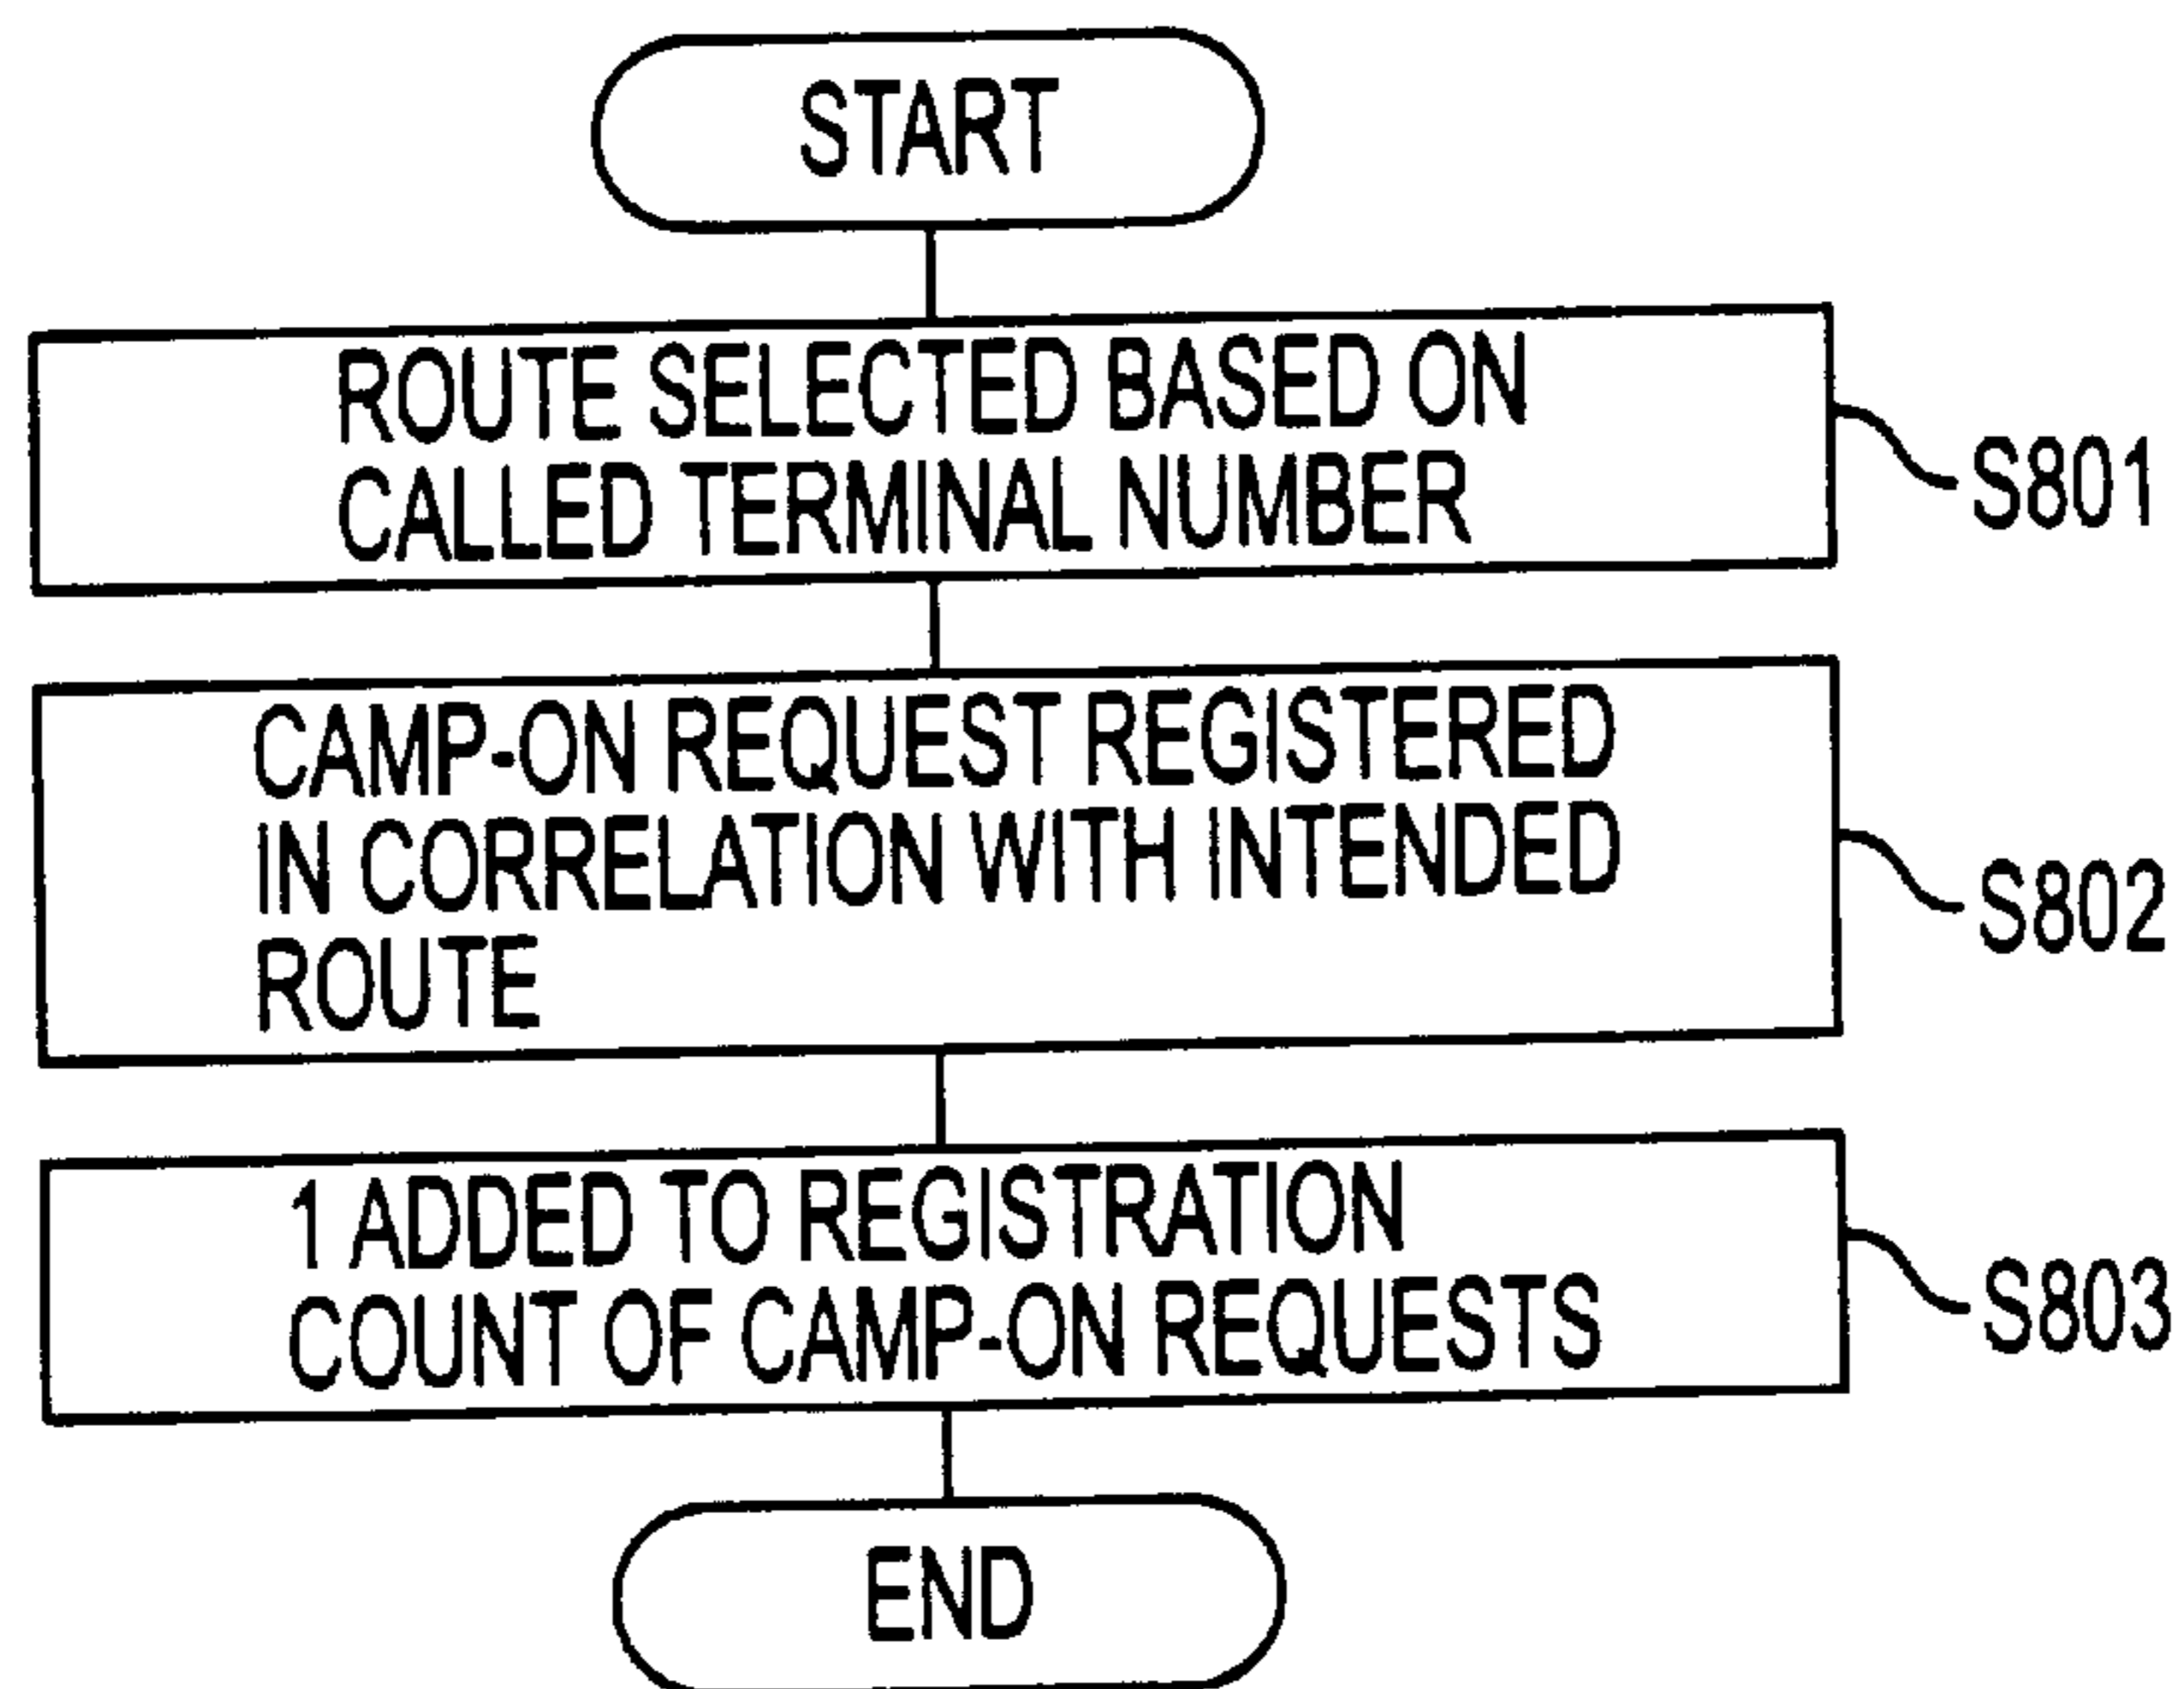 START
ROUTE SELECTED BASED ON
CALLED TERMINAL NUMBER
S801
CAMP-ON REQUEST REGISTERED
IN CORRELATION WITH INTENDED
ROUTE
S802
1 ADDED TO REGISTRATION
COUNT OF CAMP-ON REQUESTS
S803
END